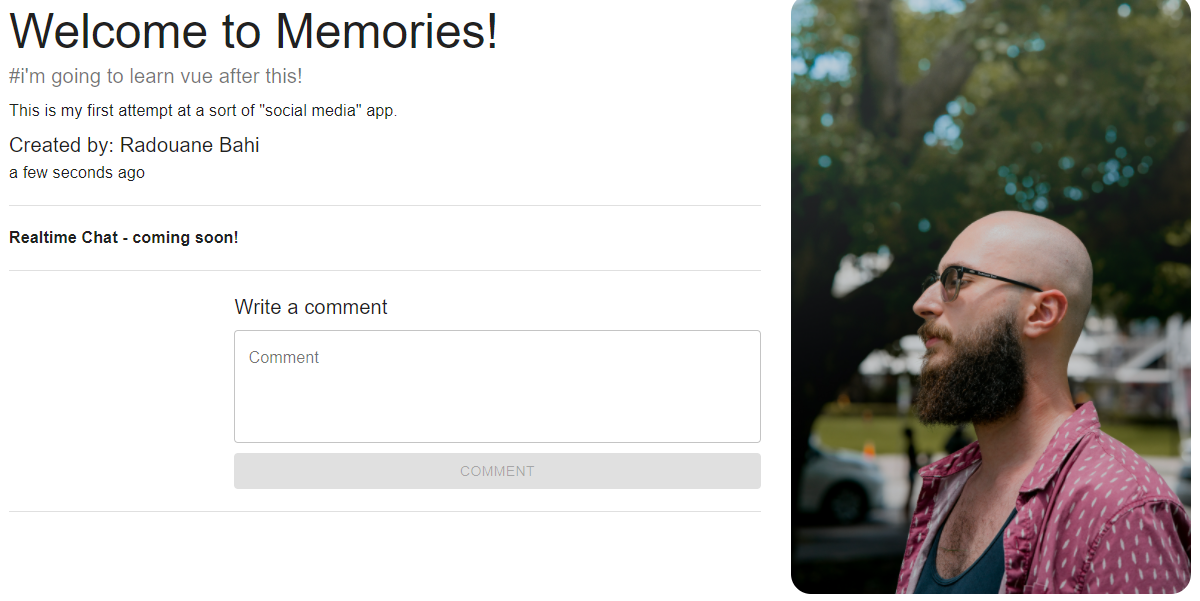 Welcome to Memories!
#i'm going to learn vue after this!
This is my first attempt at a sort of "social media" app.
Created by: Radouane Bahi
a few seconds ago
Realtime Chat - coming soon!
Write a comment
Comment
COMMENT